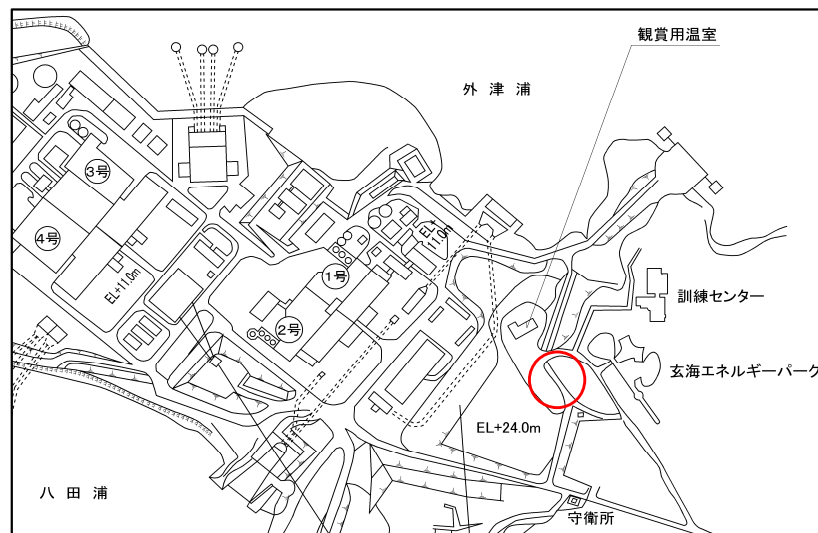 観賞用温室
外津浦
3号
4号
EL+11.0m
EL+
11.0m
1号
2号
訓練センター
玄海エネルギーパーク
EL+24.0m
八田浦
守衛所